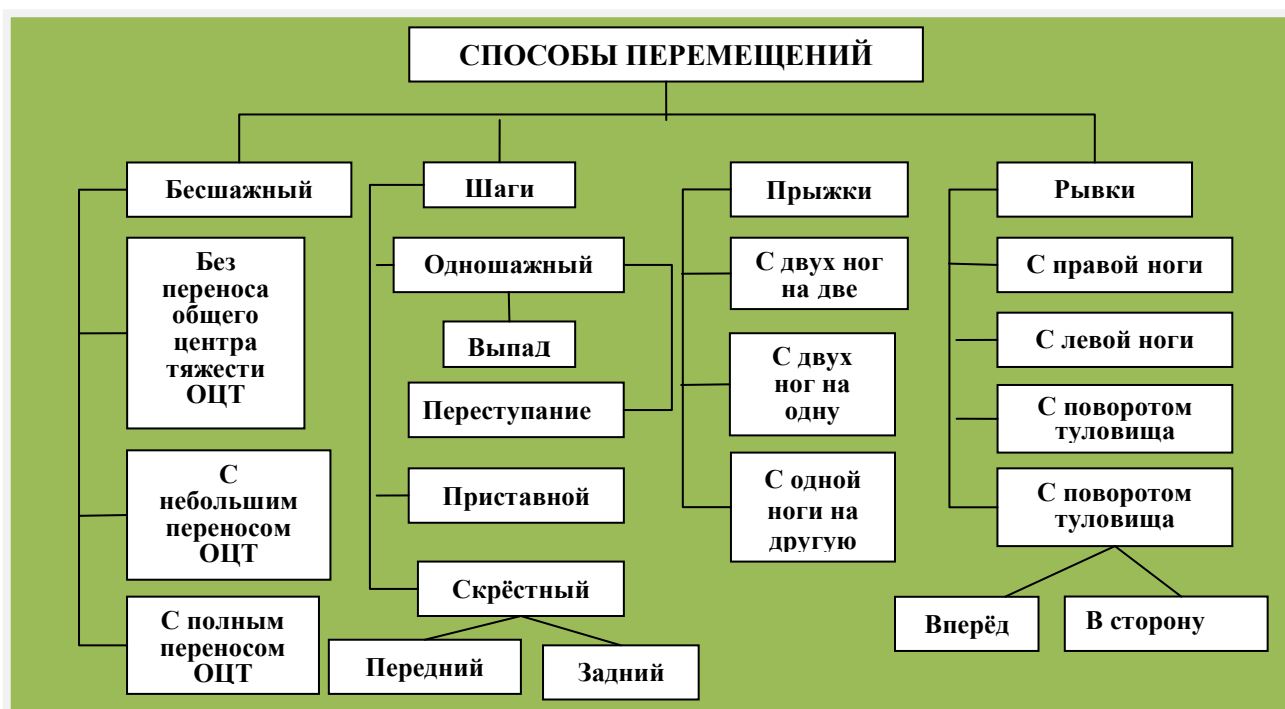 СПОСОБЫ ПЕРЕМЕЩЕНИЙ
Бесшажный
Без
переноса
общего
центра
тяжести
ОЦТ
С
небольшим
переносом
ОЦТ
С полным
переносом
ОЦТ
Шаги
Одношажный
Выпад
Переступание
Приставной
Скрёстный
Передний
Задний
Прыжки
С двух ног
на две
С двух
ног на
одну
С одной
ноги на
другую
Рывки
С правой ноги
С левой ноги
С поворотом
туловища
С поворотом
туловища
Вперёд
В сторону